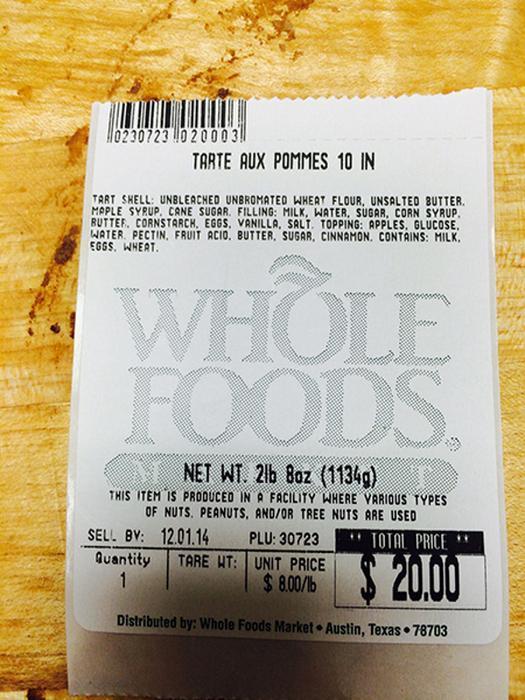 0230723 020003
TARTE AUX POMMES 10 IN
TART SHELL: UNBLEACHED UNBROMATED WHEAT FLOUR, UNSALTED BUTTER,
MAPLE SYRUP, CANE SUGAR. FILLING: MILK, WATER, SUGAR, CORN SYRUP,
BUTTER, CORNSTARCH, EGGS, VANILLA, SALT. TOPPING: APPLES, GLUCOSE,
WATER, PECTIN, FRUIT ACID, BUTTER, SUGAR, CINNAMON. CONTAINS: MILK,
EGGS, WHEAT.
WHOLE
FOODS®
M T
NET WT. 2lb 8oz (1134g)
THIS ITEM IS PRODUCED IN A FACILITY WHERE VARIOUS TYPES
OF NUTS, PEANUTS, AND/OR TREE NUTS ARE USED
SELL BY: 12.01.14 PLU: 30723 ** TOTAL PRICE **
Quantity TARE WT: UNIT PRICE
1 $ 8.00/lb $ 20.00
Distributed by: Whole Foods Market • Austin, Texas • 78703